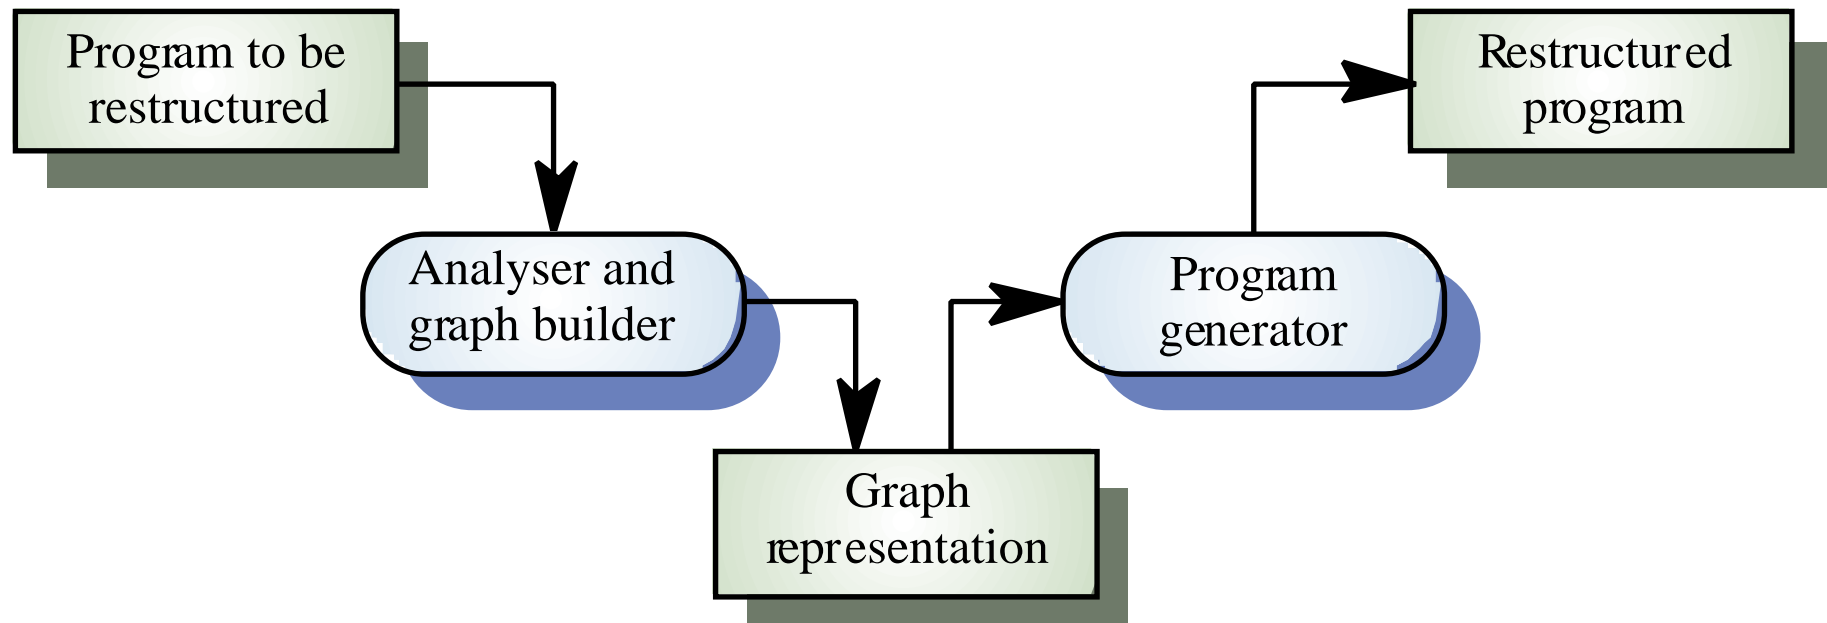 Program to be
restructured
Restructured
program
Analyser and
graph builder
Program
generator
Graph
representation